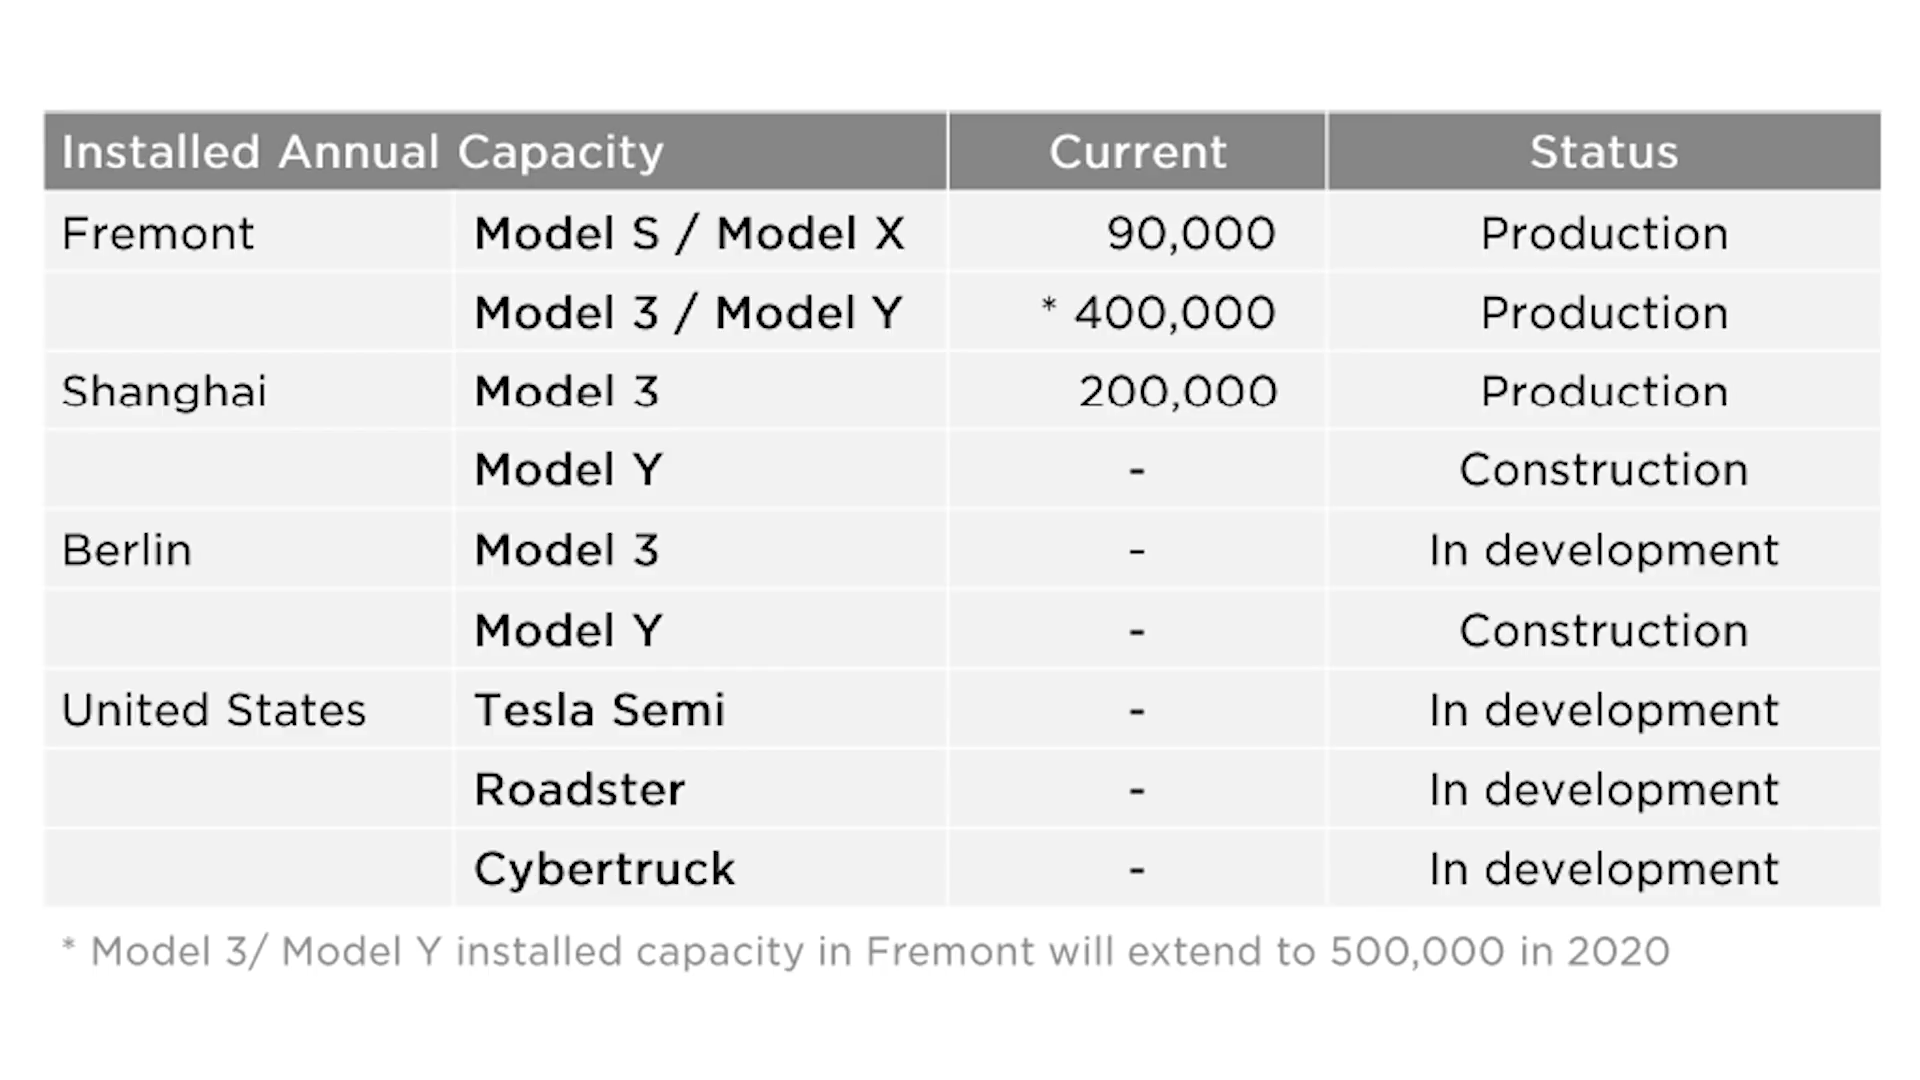 Installed Annual Capacity Current Status
Fremont Model S / Model X 90,000 Production
Model 3 / Model Y * 400,000 Production
Shanghai Model 3 200,000 Production
Model Y - Construction
Berlin Model 3 - In development
Model Y - Construction
United States Tesla Semi - In development
Roadster - In development
Cybertruck - In development
* Model 3/ Model Y installed capacity in Fremont will extend to 500,000 in 2020